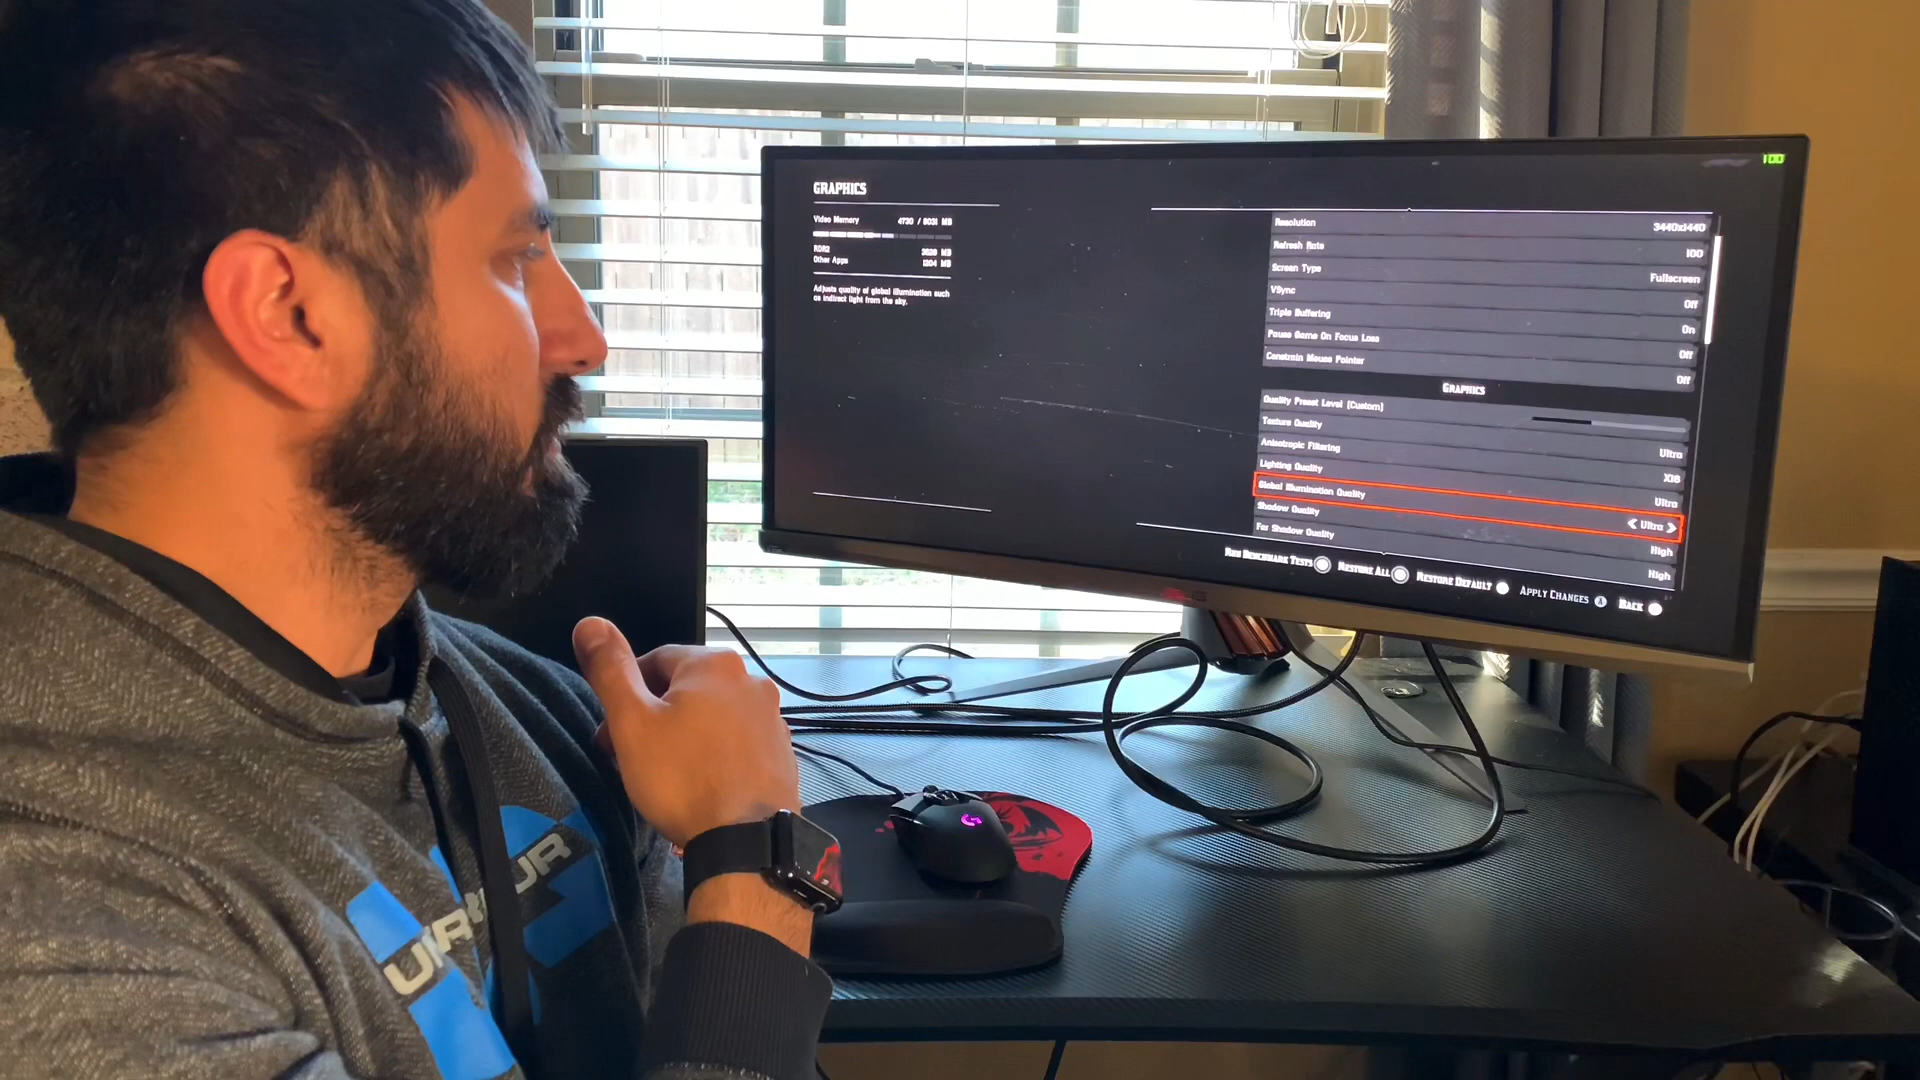 GRAPHICS
Video Memory 4730 / 8031 MB
RDR2 3526 MB
Other Apps 1204 MB
Adjusts quality of global illumination such
as indirect light from the sky.
100
Resolution 3440x1440
Refresh Rate 100
Screen Type Fullscreen
VSync Off
Triple Buffering On
Pause Game On Focus Loss Off
Constrain Mouse Pointer Off
GRAPHICS
Quality Preset Level (Custom)
Texture Quality Ultra
Anisotropic Filtering X16
Lighting Quality Ultra
Global Illumination Quality Ultra
Shadow Quality High
Far Shadow Quality High
RUN BENCHMARK TESTS RESTORE ALL RESTORE DEFAULT APPLY CHANGES A BACK
G